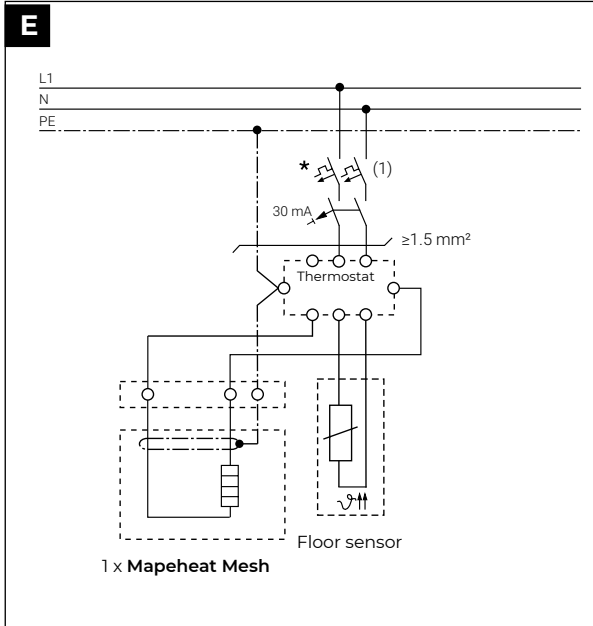 E
L1
N
PE
* (1)
30 mA
≥1.5 mm²
Thermostat
Floor sensor
1 x Mapeheat Mesh